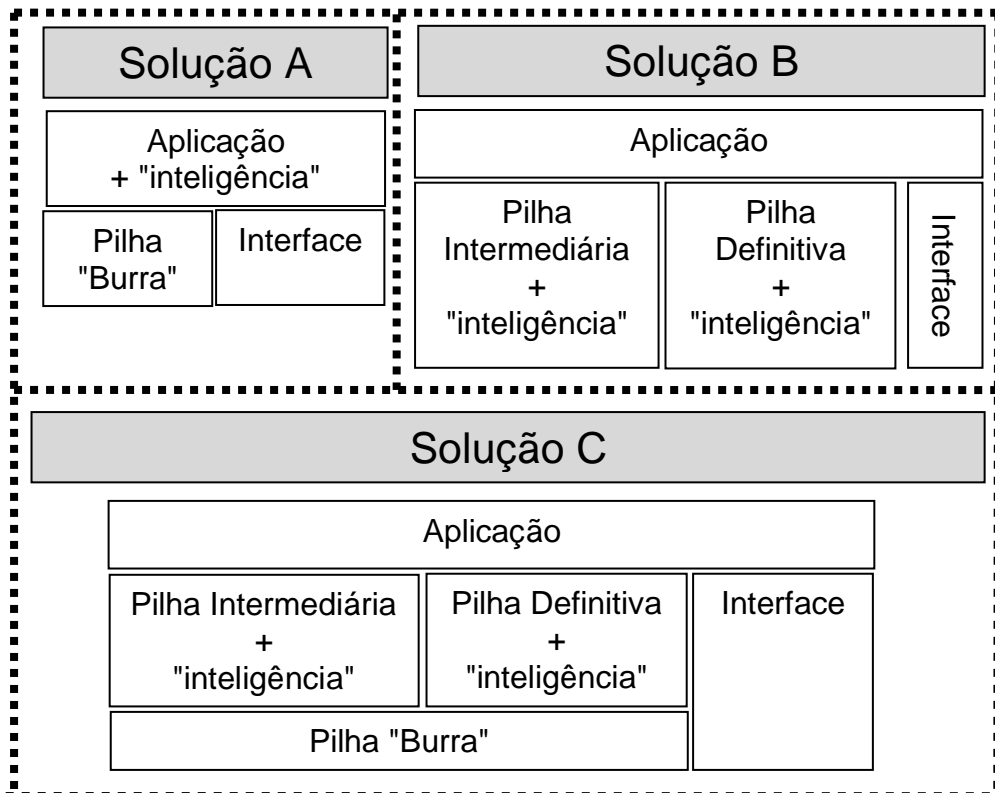 Solução A
Aplicação
+ "inteligência"
Pilha
"Burra"
Interface
Solução B
Aplicação
Pilha
Intermediária
+
"inteligência"
Pilha
Definitiva
+
"inteligência"
Interface
Solução C
Aplicação
Pilha Intermediária
+
"inteligência"
Pilha Definitiva
+
"inteligência"
Interface
Pilha "Burra"